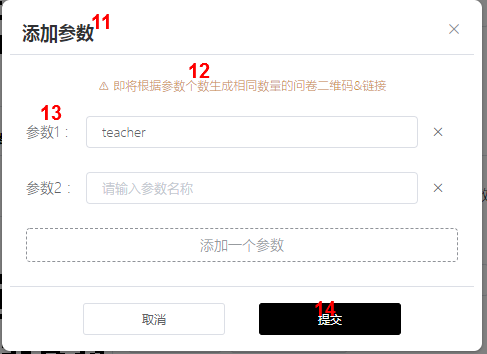 11
添加参数
12
⚠ 即将根据参数个数生成相同数量的问卷二维码&链接
13
参数1：
teacher
参数2：
请输入参数名称
添加一个参数
取消
14
提交